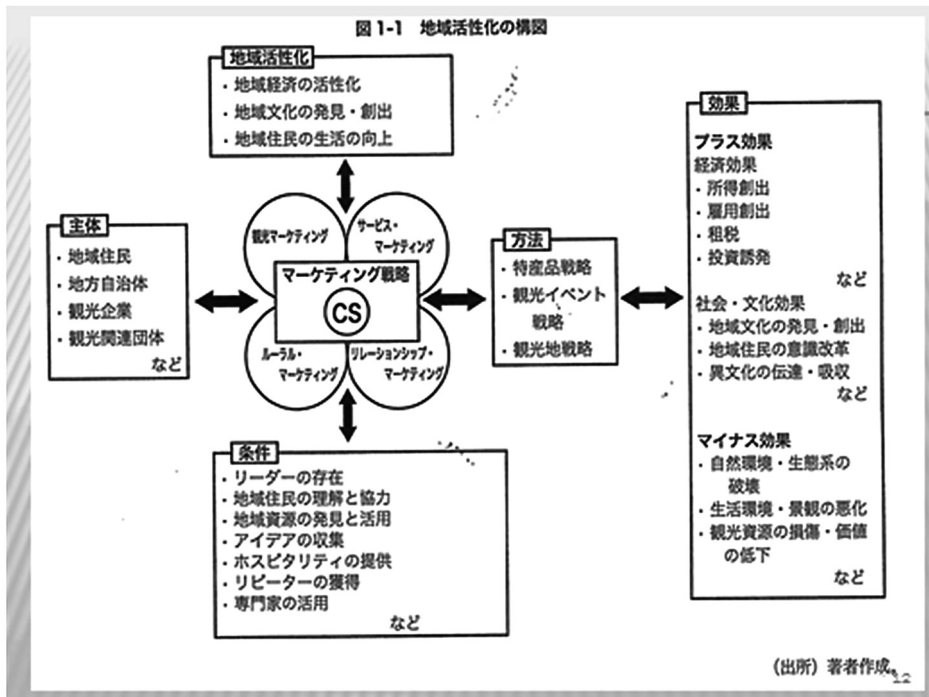 図1-1 地域活性化の構図
地域活性化
・地域経済の活性化
・地域文化の発見・創出
・地域住民の生活の向上
主体
・地域住民
・地方自治体
・観光企業
・観光関連団体
など
観光マーケティング
サービス・
マーケティング
マーケティング戦略
CS
ルーラル・
マーケティング
リレーションシップ・
マーケティング
方法
・特産品戦略
・観光イベント
戦略
・観光地戦略
条件
・リーダーの存在
・地域住民の理解と協力
・地域資源の発見と活用
・アイデアの収集
・ホスピタリティの提供
・リピーターの獲得
・専門家の活用
など
効果
プラス効果
経済効果
・所得創出
・雇用創出
・租税
・投資誘発
など
社会・文化効果
・地域文化の発見・創出
・地域住民の意識改革
・異文化の伝達・吸収
など
マイナス効果
・自然環境・生態系の
破壊
・生活環境・景観の悪化
・観光資源の損傷・価値
の低下
など
（出所）著者作成。
12